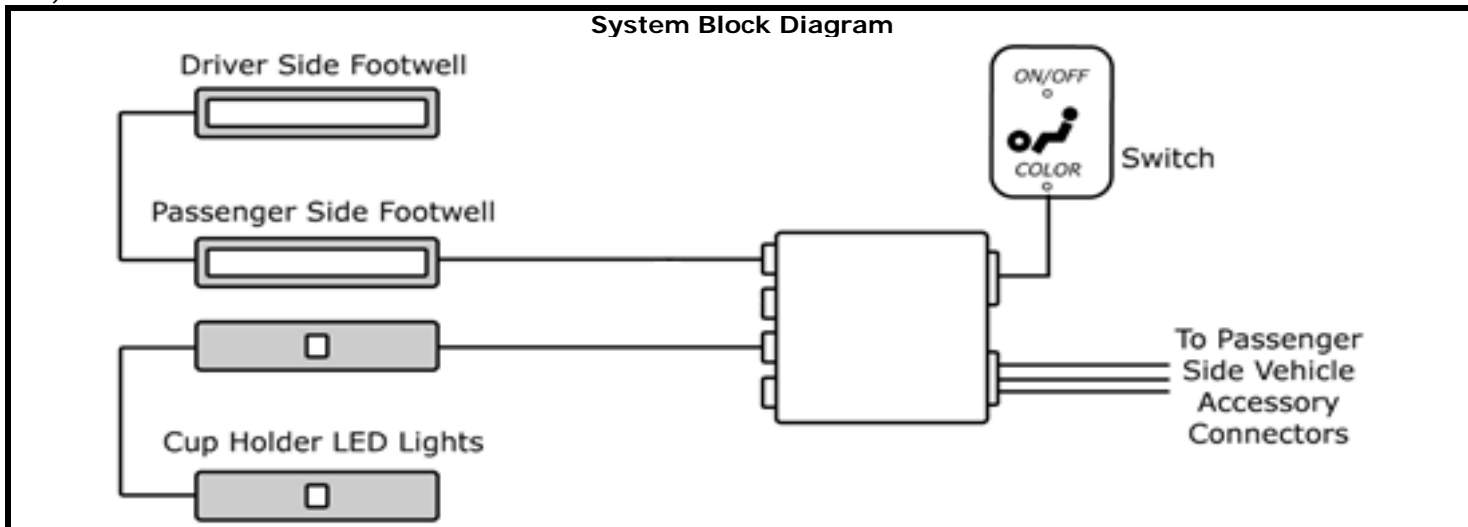 System Block Diagram
Driver Side Footwell
ON/OFF
COLOR
Switch
Passenger Side Footwell
To Passenger
Side Vehicle
Accessory
Connectors
Cup Holder LED Lights